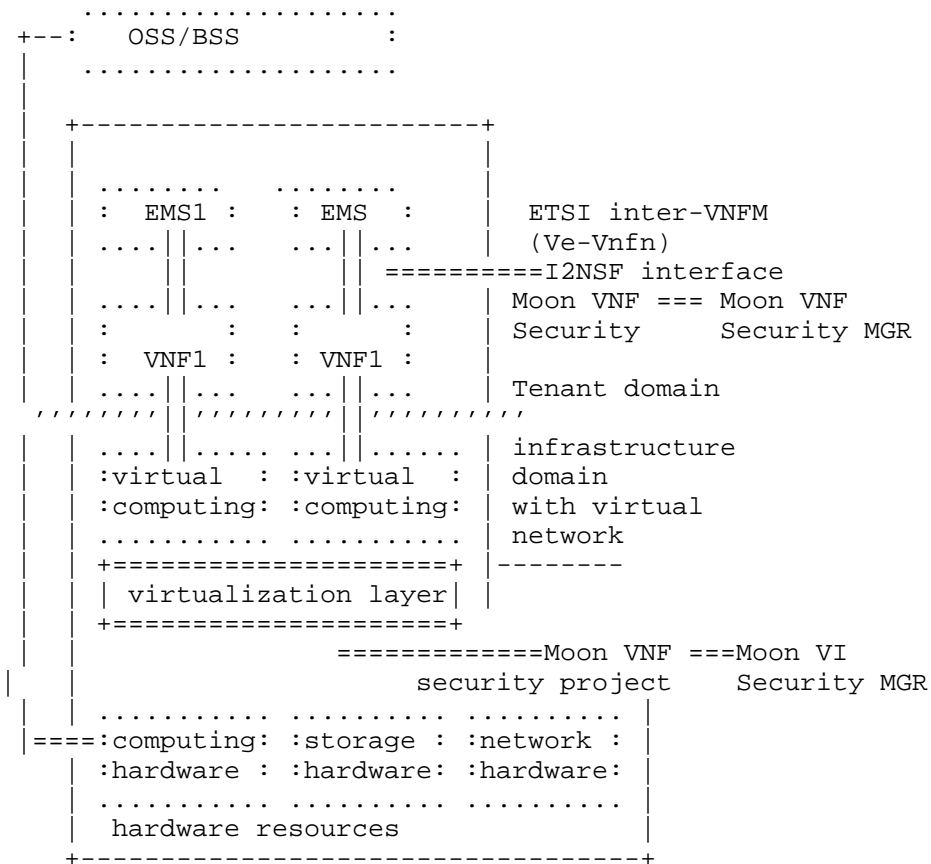 ....................
+--: OSS/BSS :
| ....................
|
| +-------------------------+
| | |
| | ........ ........ |
| | : EMS1 : : EMS : | ETSI inter-VNFM
| | ....||... ...||... | (Ve-Vnfn)
| | || || ==========I2NSF interface
| | ....||... ...||... | Moon VNF === Moon VNF
| | : : : : | Security Security MGR
| | : VNF1 : : VNF1 : |
| | ....||... ...||... | Tenant domain
''''''''||'''''''''||''''''''''
| | ....||..... ...||...... | infrastructure
| | :virtual : :virtual : | domain
| | :computing: :computing: | with virtual
| | ........... ........... | network
| | +=====================+ |--------
| | | virtualization layer| |
| | +=====================+
| | =============Moon VNF ===Moon VI
| | security project Security MGR
| | ........... .......... .......... |
|====:computing: :storage : :network : |
| :hardware : :hardware: :hardware: |
| ........... .......... .......... |
| hardware resources |
+-----------------------------------+